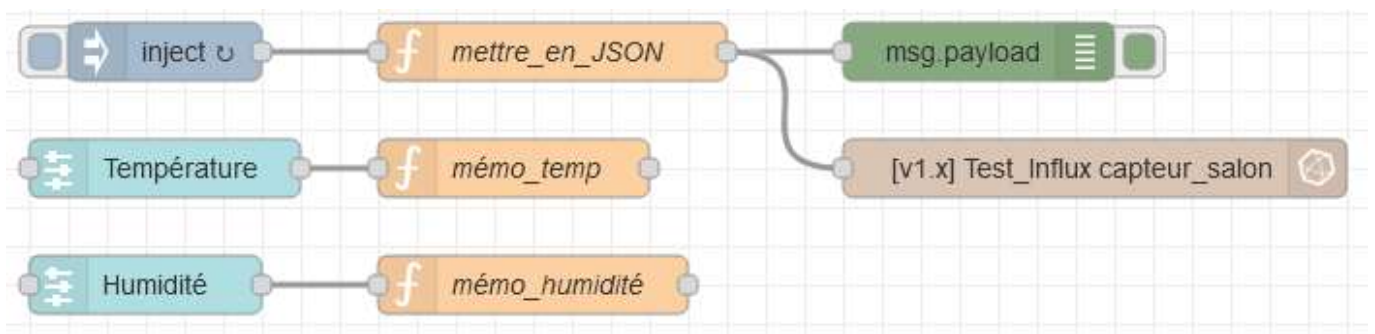 inject ↻ mettre_en_JSON msg.payload
Température mémo_temp [v1.x] Test_Influx capteur_salon
Humidité mémo_humidité